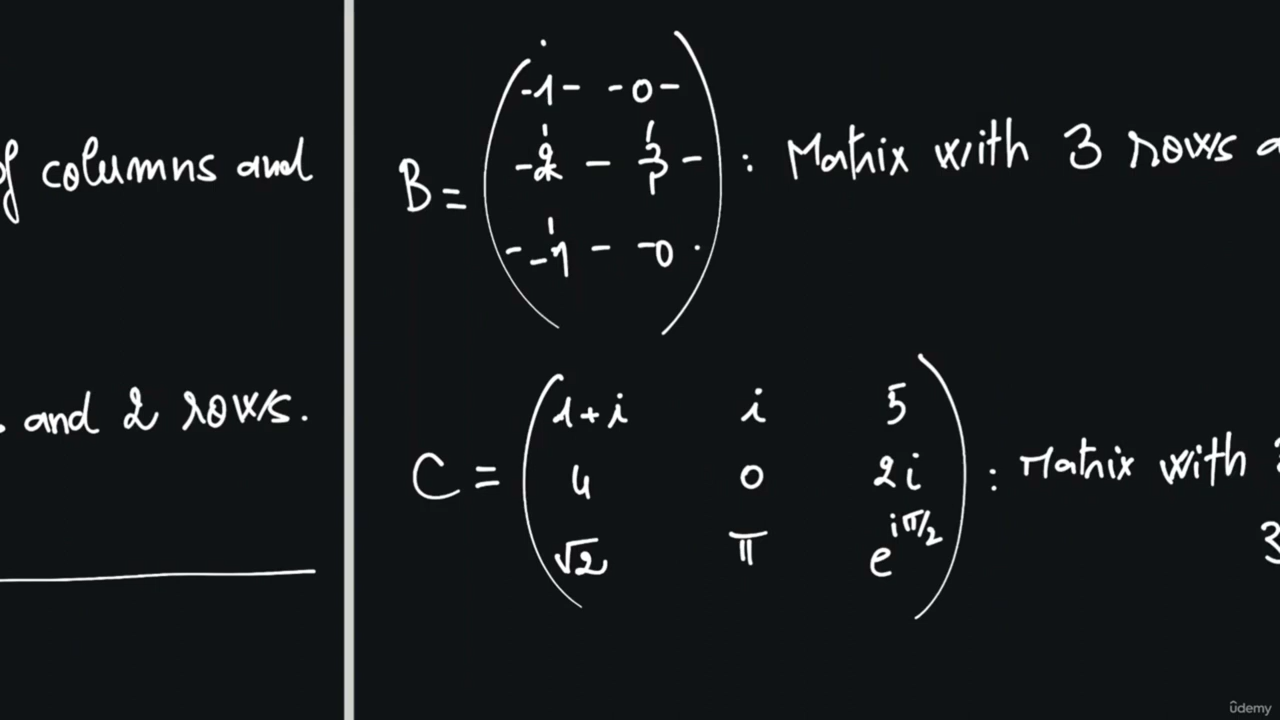 of columns and
and 2 rows.
B = ( 1 0
2 3
-1 0 ) : Matrix with 3 rows
C = ( 1+i i 5
4 0 2i
√2 π e^{iπ/2} ) : Matrix with
3
ûdemy